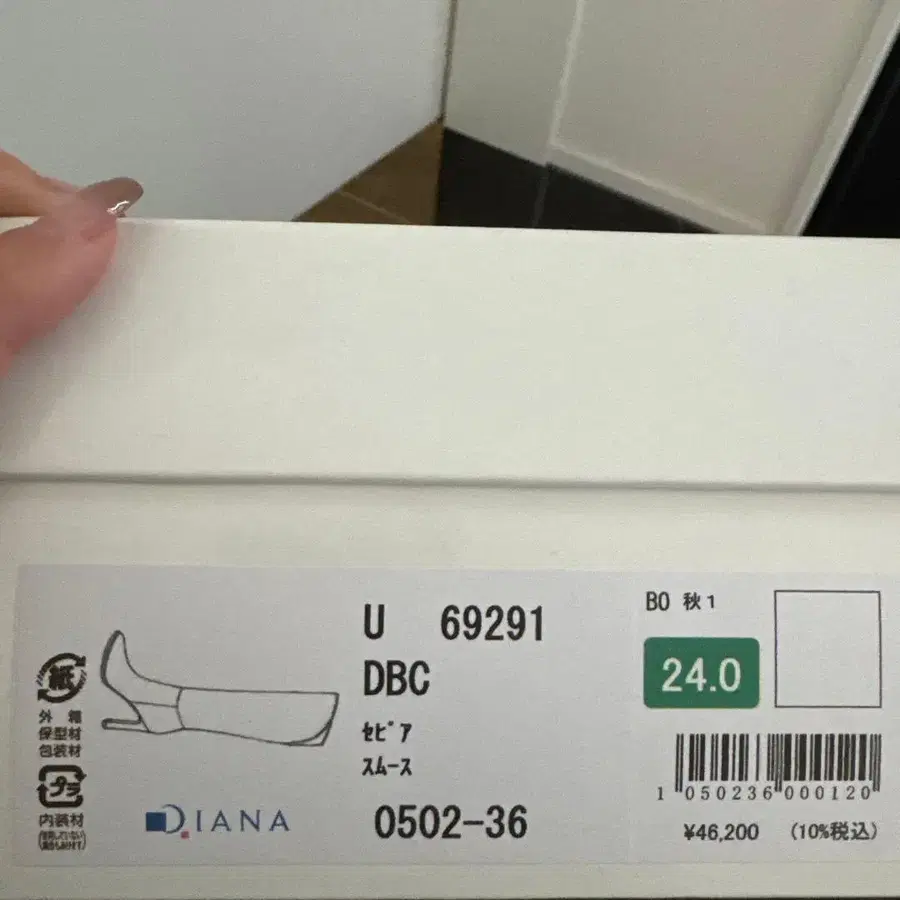 U 69291
DBC
セピア
スムース
0502-36
BO 秋1
24.0
1 050236 000120
¥46,200 (10%税込)
紙
外 箱
保型材
包装材
プラ
内装材
DIANA